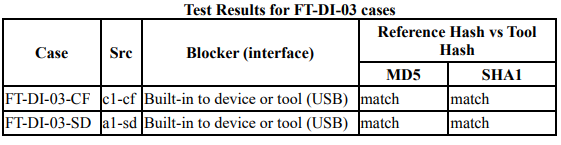 Test Results for FT-DI-03 cases
Case Src Blocker (interface) Reference Hash vs Tool Hash
MD5 SHA1
FT-DI-03-CF c1-cf Built-in to device or tool (USB) match match
FT-DI-03-SD a1-sd Built-in to device or tool (USB) match match